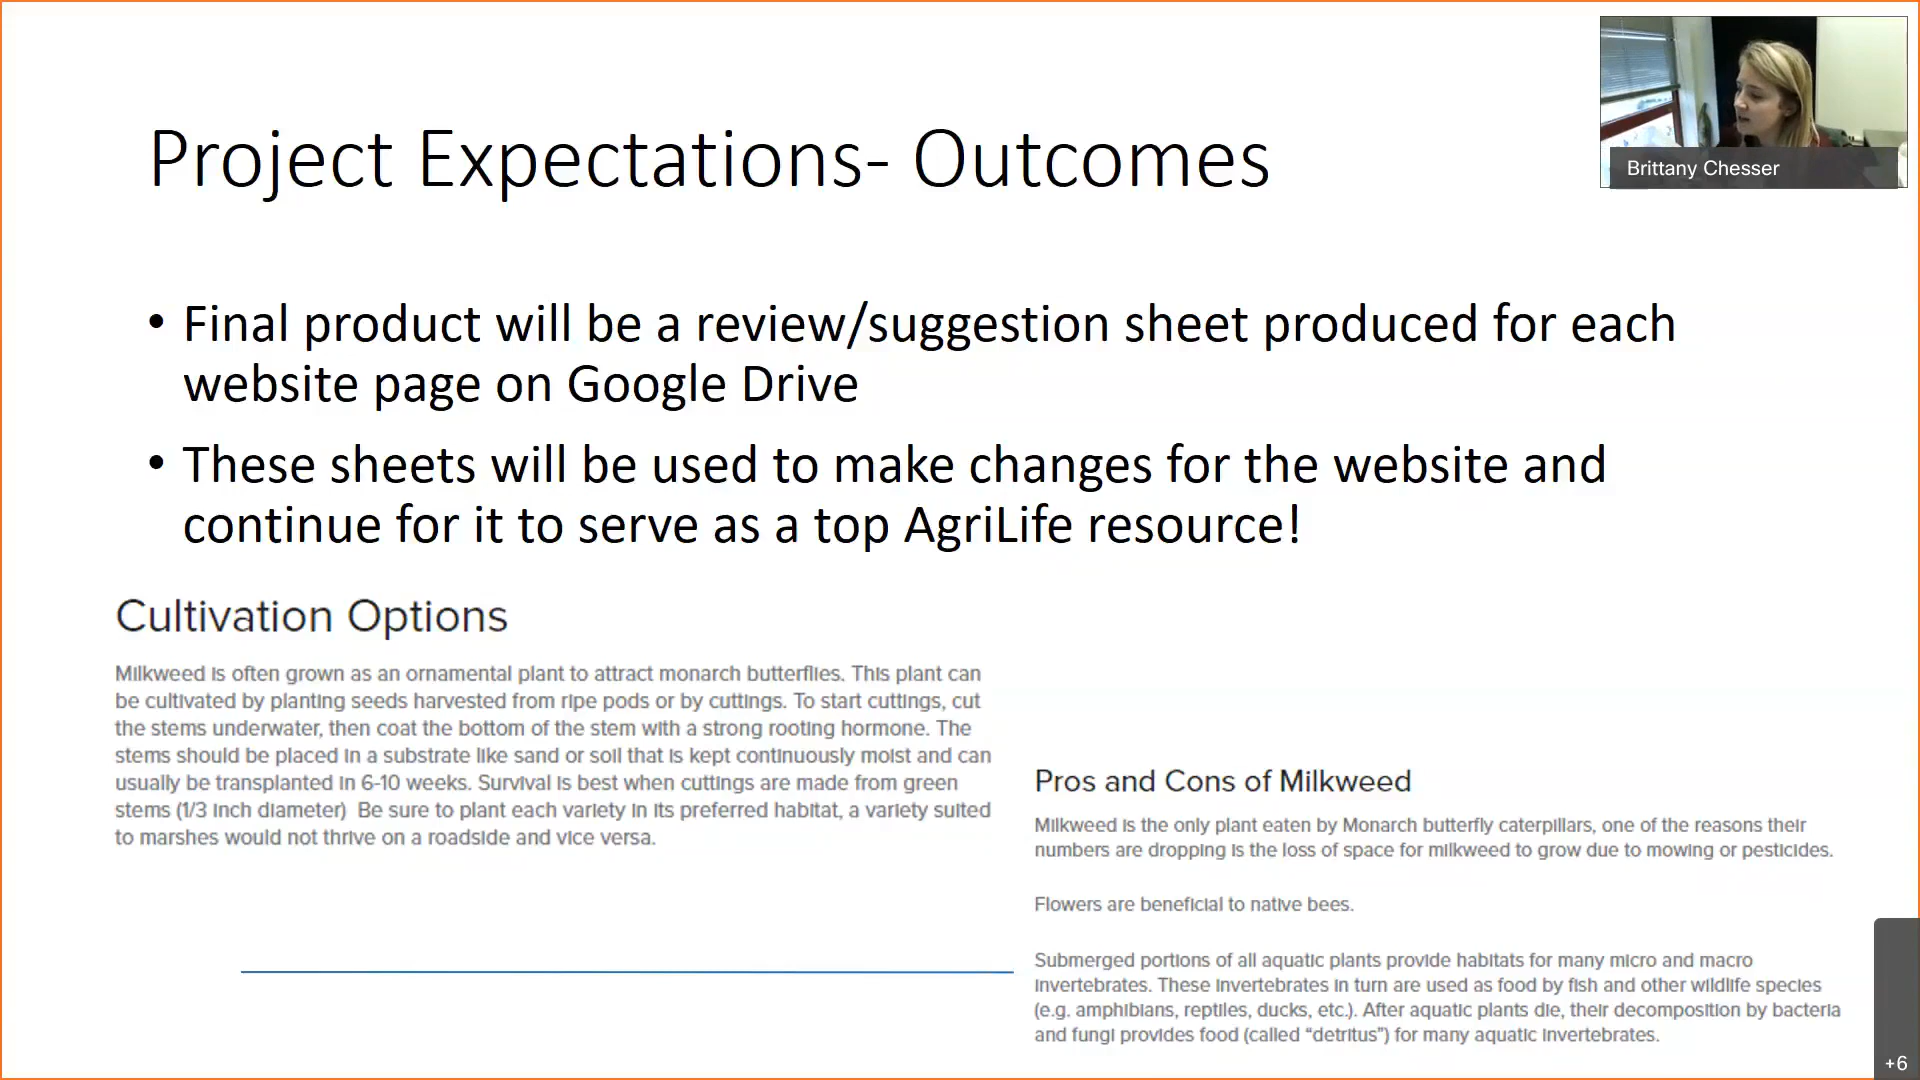 Project Expectations- Outcomes
Brittany Chesser
• Final product will be a review/suggestion sheet produced for each
website page on Google Drive
• These sheets will be used to make changes for the website and
continue for it to serve as a top AgriLife resource!
Cultivation Options
Milkweed is often grown as an ornamental plant to attract monarch butterflies. This plant can
be cultivated by planting seeds harvested from ripe pods or by cuttings. To start cuttings, cut
the stems underwater, then coat the bottom of the stem with a strong rooting hormone. The
stems should be placed in a substrate like sand or soil that is kept continuously moist and can
usually be transplanted in 6-10 weeks. Survival is best when cuttings are made from green
stems (1/3 inch diameter)  Be sure to plant each variety in its preferred habitat, a variety suited
to marshes would not thrive on a roadside and vice versa.
Pros and Cons of Milkweed
Milkweed is the only plant eaten by Monarch butterfly caterpillars, one of the reasons their
numbers are dropping is the loss of space for milkweed to grow due to mowing or pesticides.
Flowers are beneficial to native bees.
Submerged portions of all aquatic plants provide habitats for many micro and macro
invertebrates. These invertebrates in turn are used as food by fish and other wildlife species
(e.g. amphibians, reptiles, ducks, etc.). After aquatic plants die, their decomposition by bacteria
and fungi provides food (called “detritus”) for many aquatic invertebrates.
+6